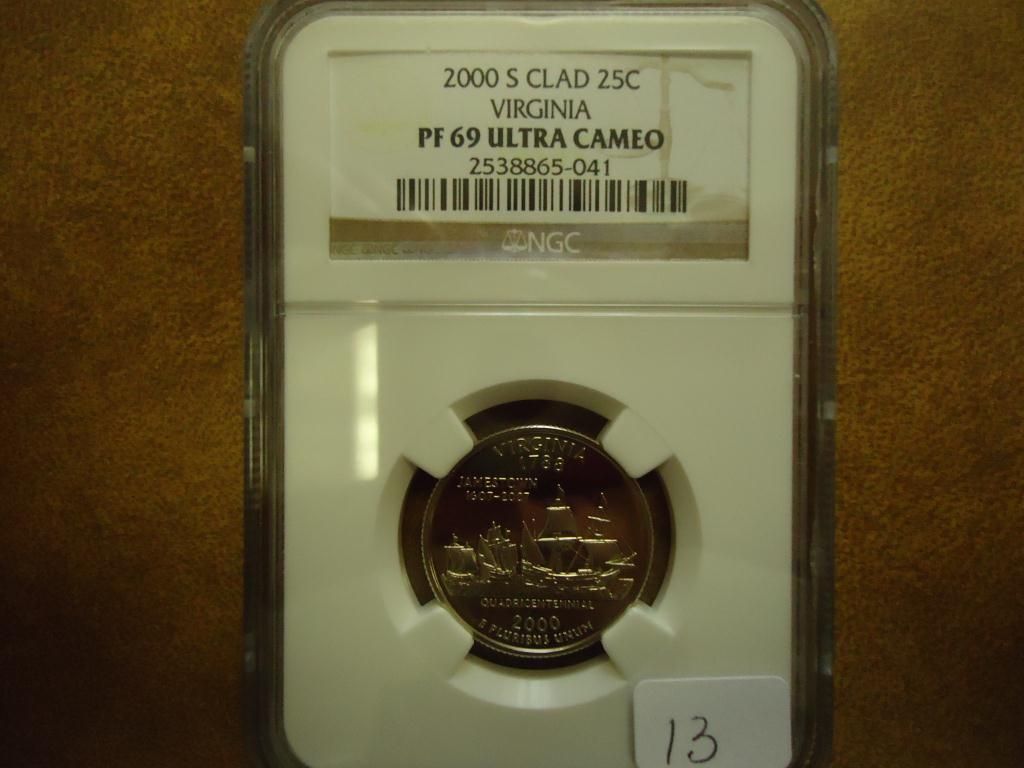 2000 S CLAD 25C
VIRGINIA
PF 69 ULTRA CAMEO
2538865-041
NGC
VIRGINIA
1788
JAMESTOWN
1607-2007
QUADRICENTENNIAL
2000
E PLURIBUS UNUM
13